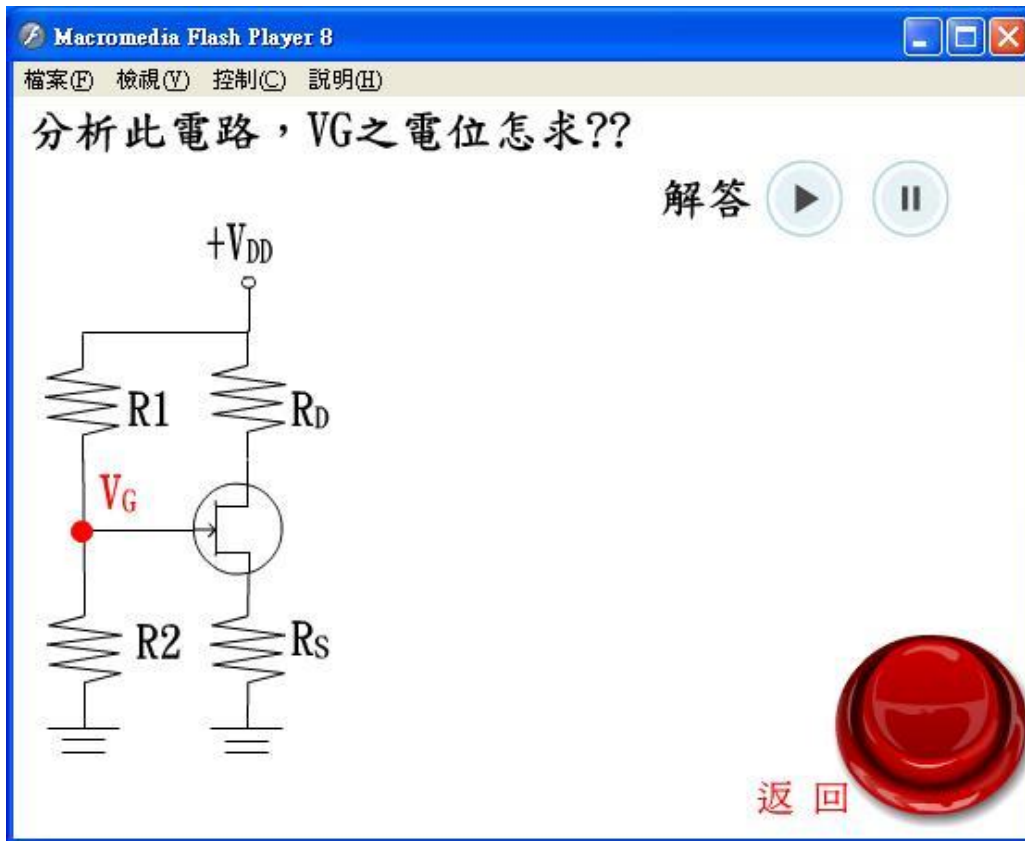 Macromedia Flash Player 8
檔案(F) 檢視(V) 控制(C) 說明(H)
分析此電路，VG之電位怎求??
解答
+VDD
R1
RD
VG
R2
RS
返回